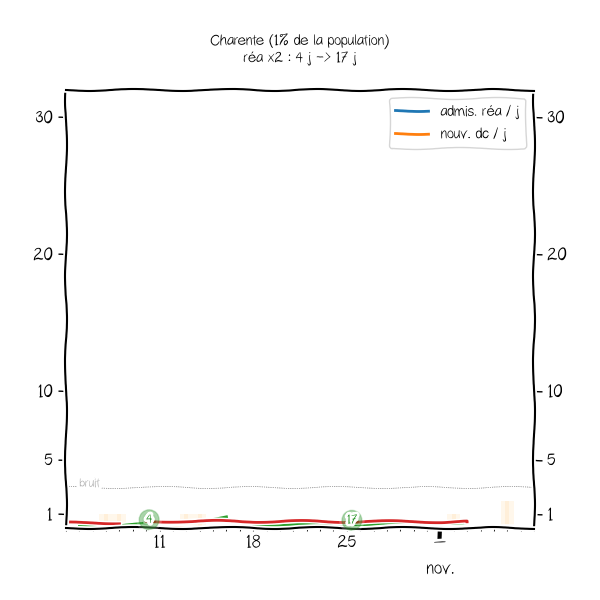 Charente (1% de la population)
réa x2 : 4 j -> 17 j
admis. réa / j
nouv. dc / j
30
30
20
20
10
10
5
5
bruit
1
1
4
17
11
18
25
1
nov.